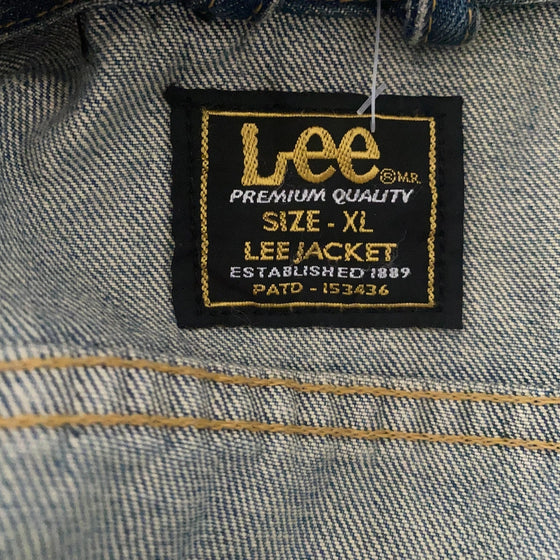 Lee ® M.R.
PREMIUM QUALITY
SIZE - XL
LEE JACKET
ESTABLISHED 1889
PATD - 153436